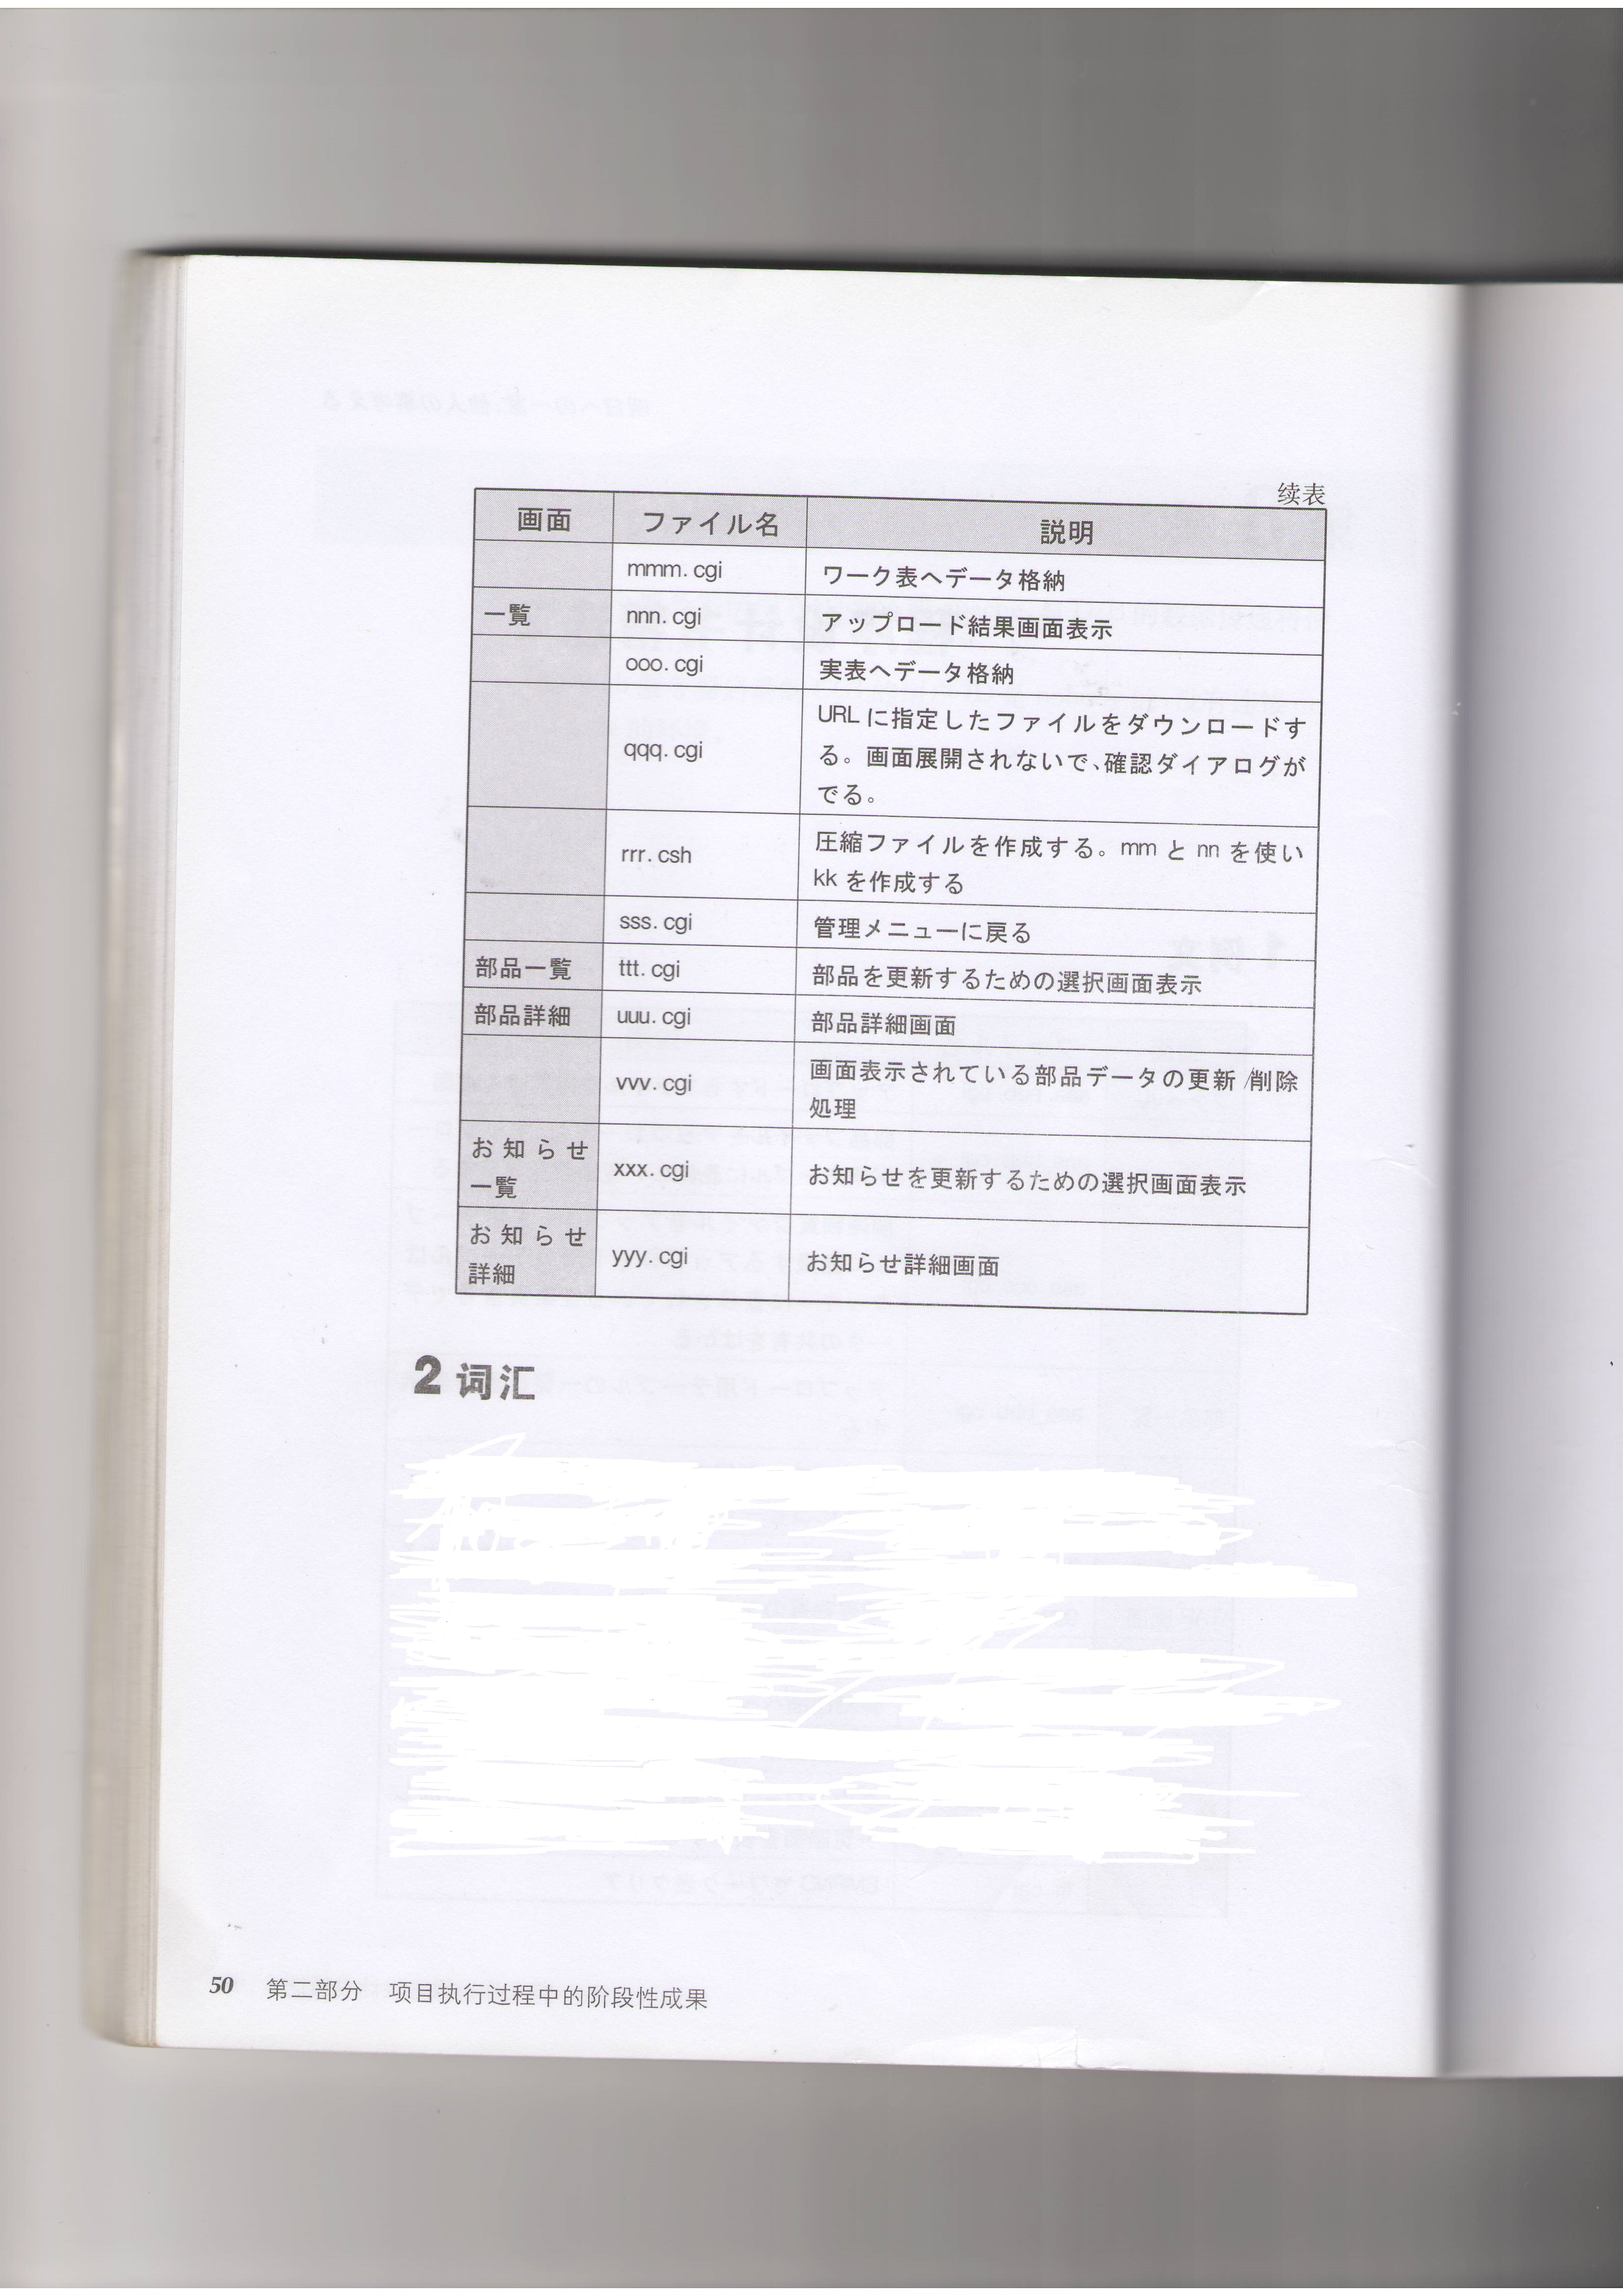 续表
画面 ファイル名 説明
mmm.cgi ワーク表へデータ格納
一覧 nnn.cgi アップロード結果画面表示
ooo.cgi 実表へデータ格納
qqq.cgi URLに指定したファイルをダウンロードす
る。画面展開されないで、確認ダイアログが
でる。
rrr.csh 圧縮ファイルを作成する。mmとnnを使い
kkを作成する
sss.cgi 管理メニューに戻る
部品一覧 ttt.cgi 部品を更新するための選択画面表示
部品詳細 uuu.cgi 部品詳細画面
vvv.cgi 画面表示されている部品データの更新/削除
処理
お知らせ
一覧
xxx.cgi お知らせを更新するための選択画面表示
お知らせ
詳細
yyy.cgi お知らせ詳細画面
2 词汇
50 第二部分 项目执行过程中的阶段性成果